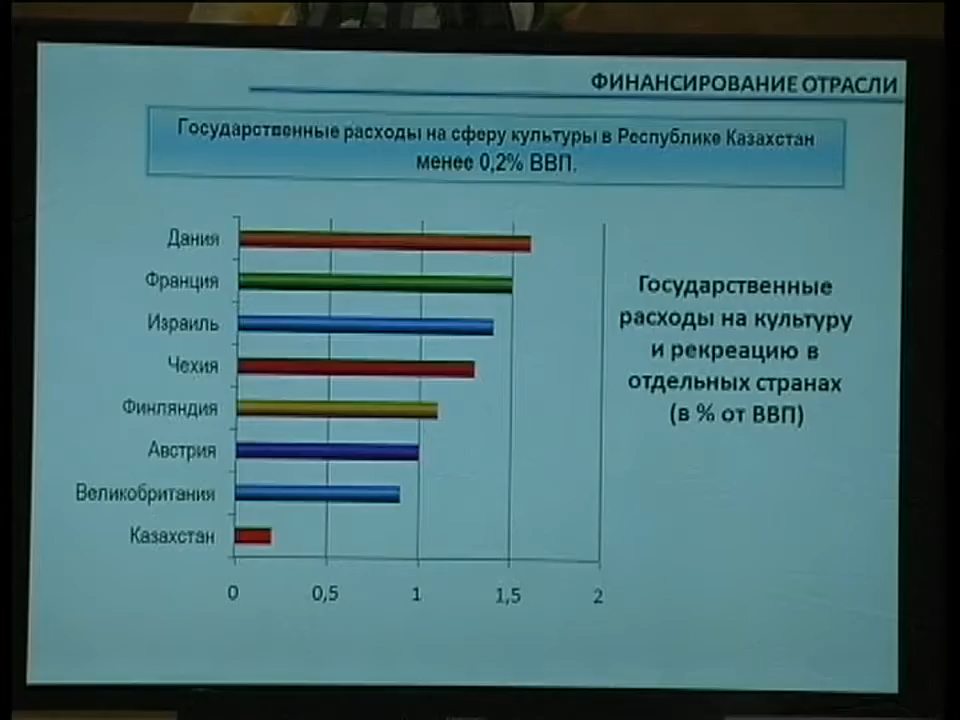 ФИНАНСИРОВАНИЕ ОТРАСЛИ
Государственные расходы на сферу культуры в Республике Казахстан
менее 0,2% ВВП.
Дания
Франция
Израиль
Чехия
Финляндия
Австрия
Великобритания
Казахстан
0 0,5 1 1,5 2
Государственные
расходы на культуру
и рекреацию в
отдельных странах
(в % от ВВП)